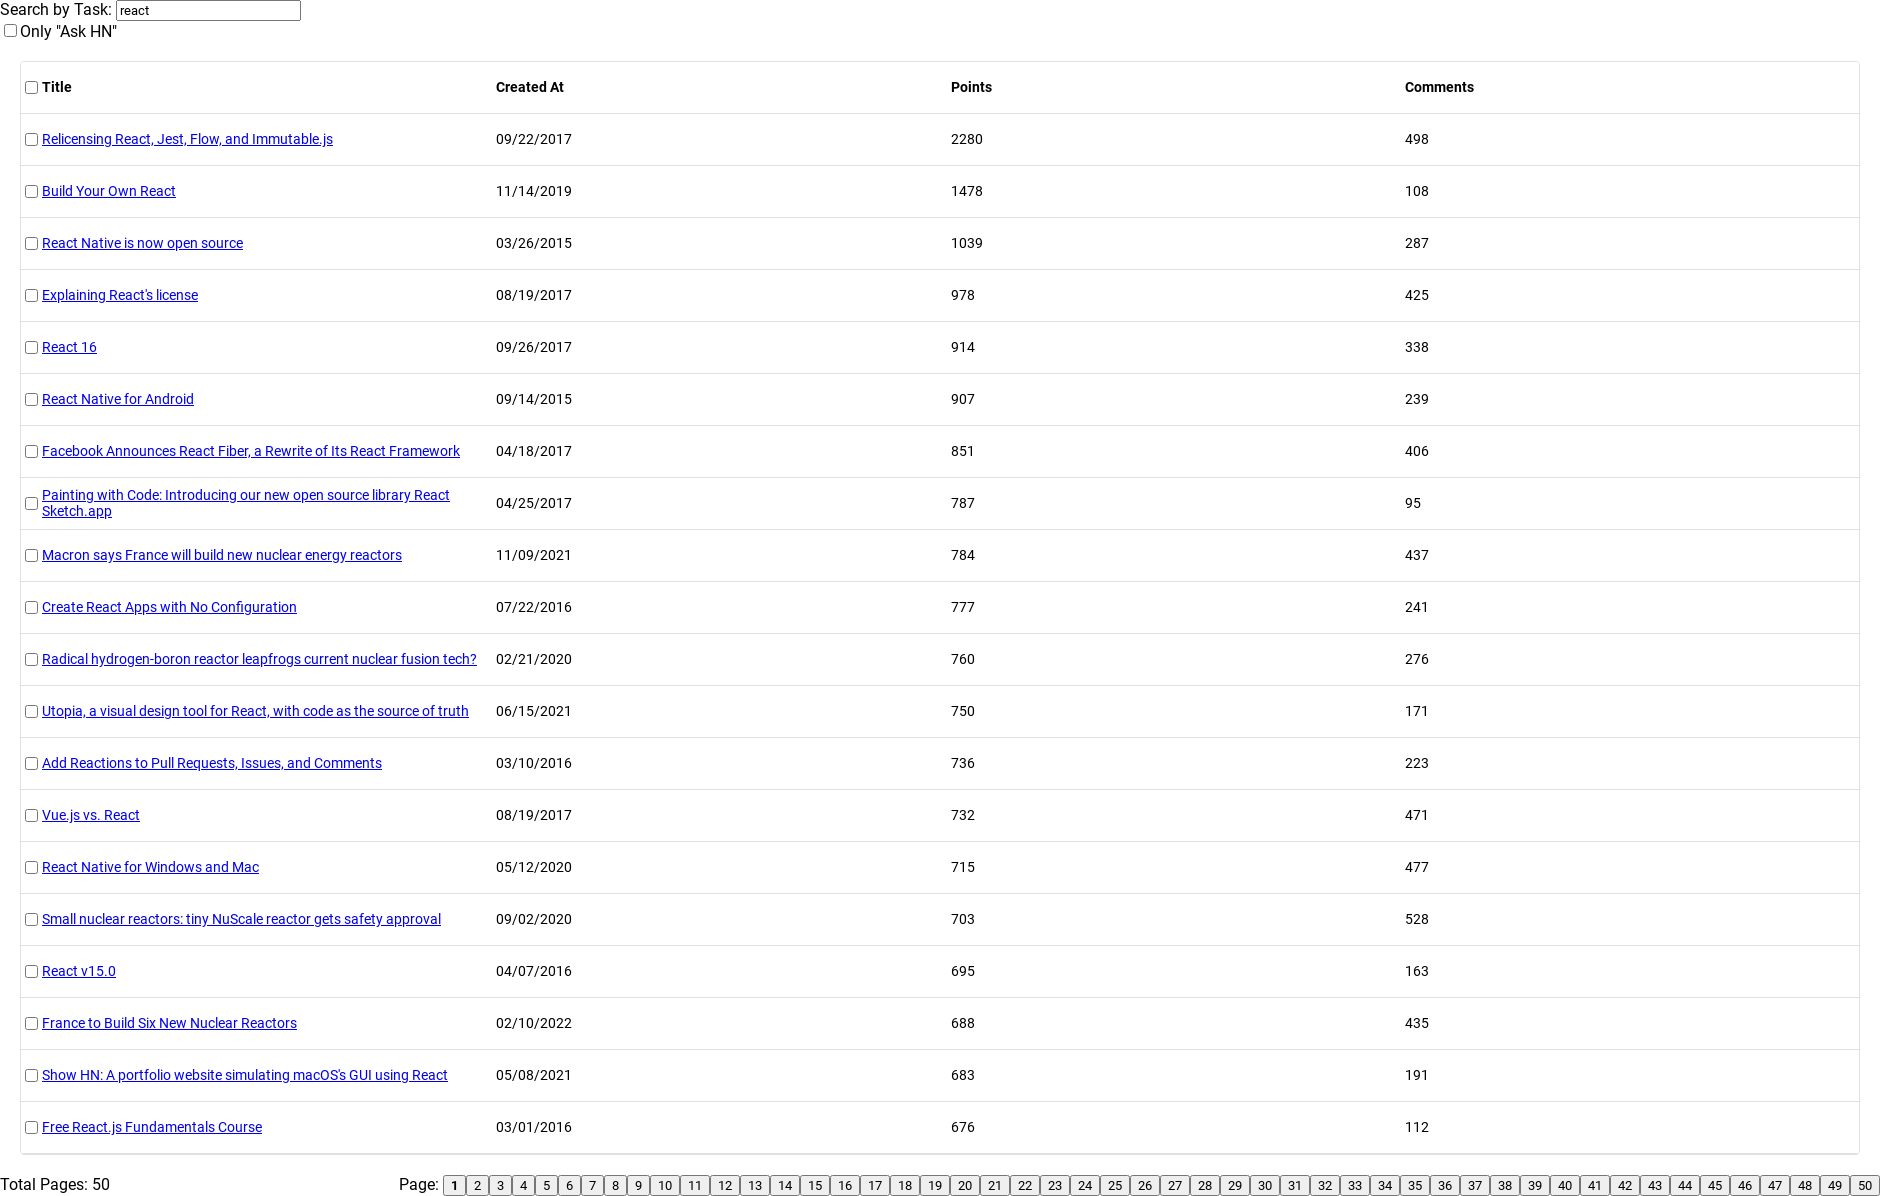 Search by Task: react
Only "Ask HN"
Title Created At Points Comments
Relicensing React, Jest, Flow, and Immutable.js 09/22/2017 2280 498
Build Your Own React 11/14/2019 1478 108
React Native is now open source 03/26/2015 1039 287
Explaining React's license 08/19/2017 978 425
React 16 09/26/2017 914 338
React Native for Android 09/14/2015 907 239
Facebook Announces React Fiber, a Rewrite of Its React Framework 04/18/2017 851 406
Painting with Code: Introducing our new open source library React
Sketch.app 04/25/2017 787 95
Macron says France will build new nuclear energy reactors 11/09/2021 784 437
Create React Apps with No Configuration 07/22/2016 777 241
Radical hydrogen-boron reactor leapfrogs current nuclear fusion tech? 02/21/2020 760 276
Utopia, a visual design tool for React, with code as the source of truth 06/15/2021 750 171
Add Reactions to Pull Requests, Issues, and Comments 03/10/2016 736 223
Vue.js vs. React 08/19/2017 732 471
React Native for Windows and Mac 05/12/2020 715 477
Small nuclear reactors: tiny NuScale reactor gets safety approval 09/02/2020 703 528
React v15.0 04/07/2016 695 163
France to Build Six New Nuclear Reactors 02/10/2022 688 435
Show HN: A portfolio website simulating macOS's GUI using React 05/08/2021 683 191
Free React.js Fundamentals Course 03/01/2016 676 112
Total Pages: 50 Page: 1 2 3 4 5 6 7 8 9 10 11 12 13 14 15 16 17 18 19 20 21 22 23 24 25 26 27 28 29 30 31 32 33 34 35 36 37 38 39 40 41 42 43 44 45 46 47 48 49 50